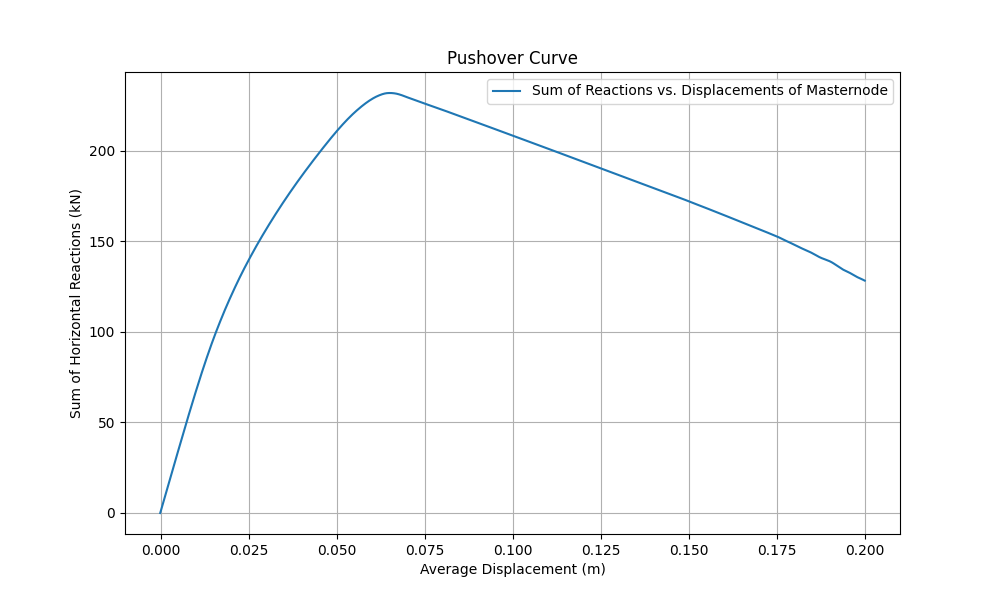 Pushover Curve
Sum of Reactions vs. Displacements of Masternode
Sum of Horizontal Reactions (kN)
200
150
100
50
0
0.000 0.025 0.050 0.075 0.100 0.125 0.150 0.175 0.200
Average Displacement (m)